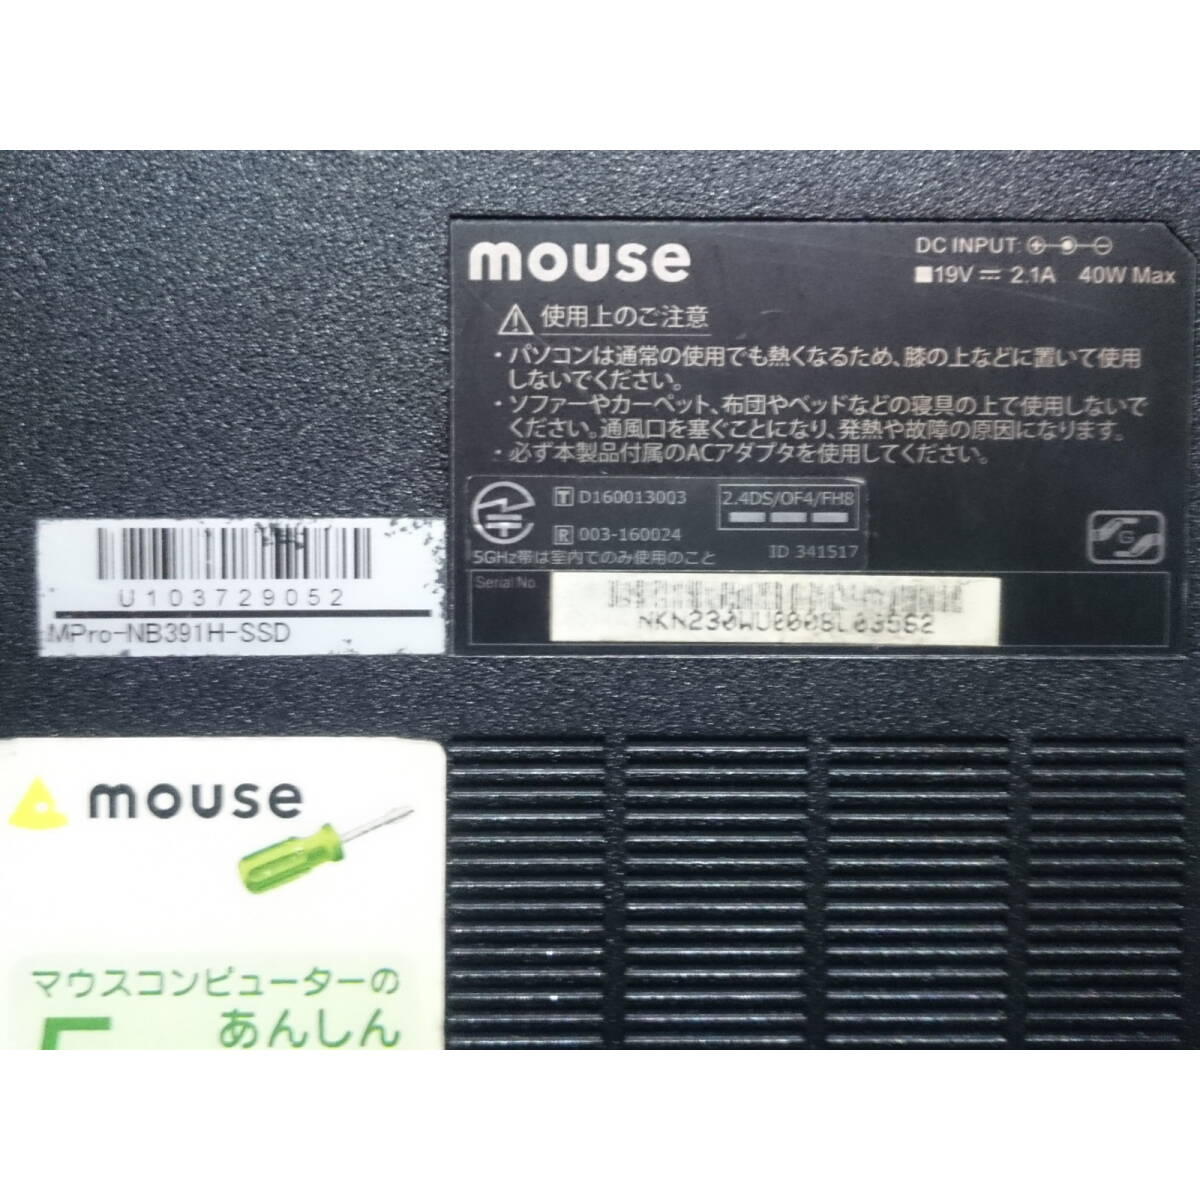 mouse
DC INPUT:
19V 2.1A 40W Max
使用上のご注意
・パソコンは通常の使用でも熱くなるため、膝の上などに置いて使用
しないでください。
・ソファーやカーペット、布団やベッドなどの寝具の上で使用しないで
ください。通風口を塞ぐことになり、発熱や故障の原因になります。
・必ず本製品付属のACアダプタを使用してください。
T D160013003
R 003-160024
2.4DS/OF4/FH8
5GHz帯は室内でのみ使用のこと
ID 341517
G
Serial No.
U103729052
MPro-NB391H-SSD
mouse
マウスコンピューターの
あんしん